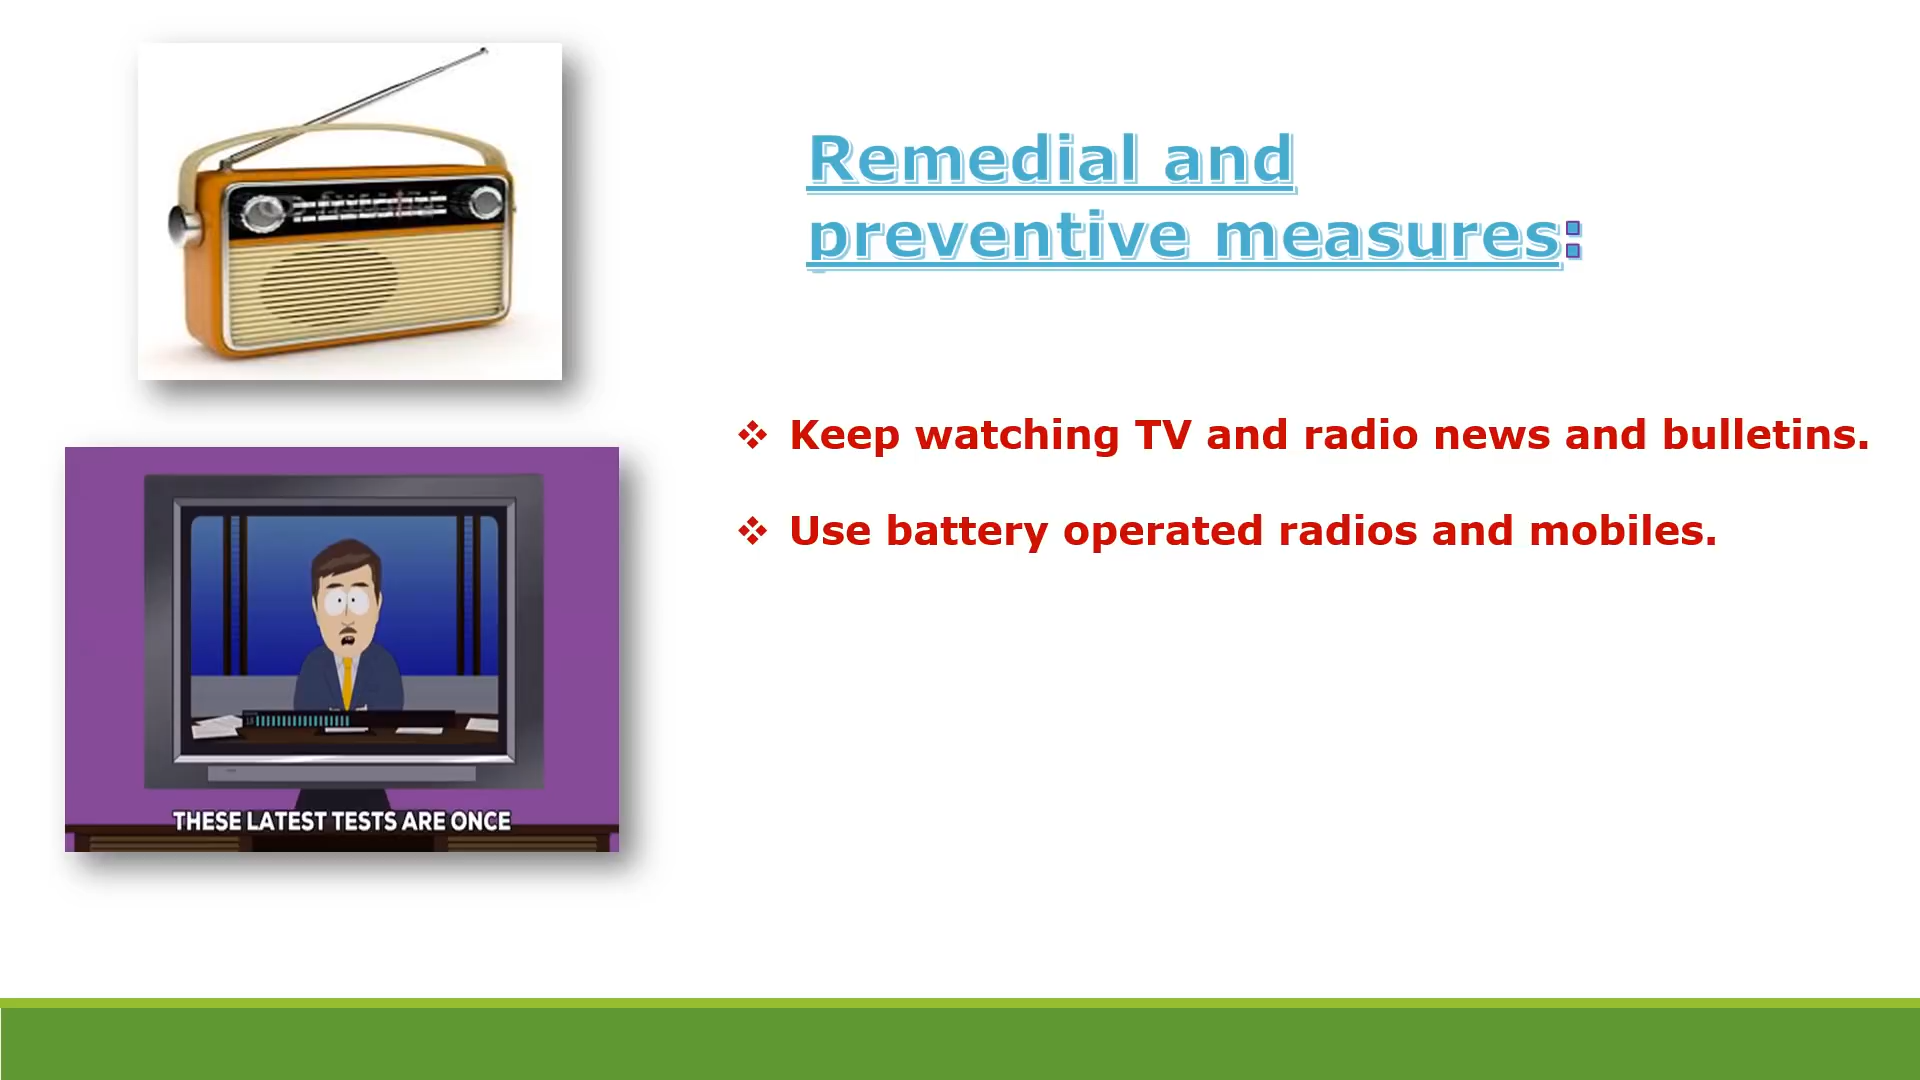 Remedial and
preventive measures:
❖ Keep watching TV and radio news and bulletins.
❖ Use battery operated radios and mobiles.
THESE LATEST TESTS ARE ONCE